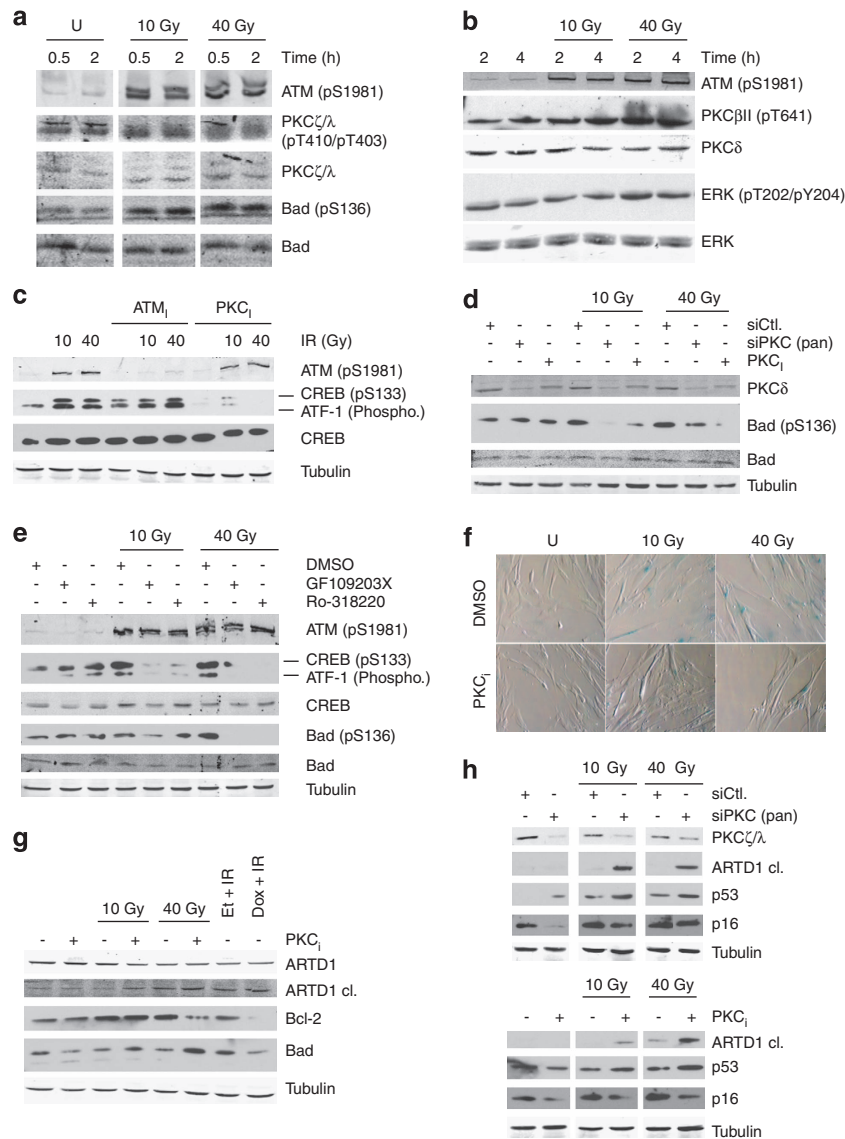 a
U 10 Gy 40 Gy
0.5 2 0.5 2 0.5 2 Time (h)
ATM (pS1981)
PKCζ/λ
(pT410/pT403)
PKCζ/λ
Bad (pS136)
Bad
b
10 Gy 40 Gy
2 4 2 4 2 4 Time (h)
ATM (pS1981)
PKCβII (pT641)
PKCδ
ERK (pT202/pY204)
ERK
c
ATMI PKCI
10 40 10 40 10 40 IR (Gy)
ATM (pS1981)
CREB (pS133)
ATF-1 (Phospho.)
CREB
Tubulin
d
10 Gy 40 Gy
+ - - + - - + - - siCtl.
- + - - + - - + - siPKC (pan)
- - + - - + - - + PKCI
PKCδ
Bad (pS136)
Bad
Tubulin
e
10 Gy 40 Gy
+ - - + - - + - - DMSO
- + - - + - - + - GF109203X
- - + - - + - - + Ro-318220
ATM (pS1981)
CREB (pS133)
ATF-1 (Phospho.)
CREB
Bad (pS136)
Bad
Tubulin
f
U 10 Gy 40 Gy
DMSO
PKCi
g
10 Gy 40 Gy Et + IR Dox + IR
- + - + - + - - PKCi
ARTD1
ARTD1 cl.
Bcl-2
Bad
Tubulin
h
10 Gy 40 Gy
+ - + - + - siCtl.
- + - + - + siPKC (pan)
PKCζ/λ
ARTD1 cl.
p53
p16
Tubulin
10 Gy 40 Gy
- + - + - + PKCi
ARTD1 cl.
p53
p16
Tubulin